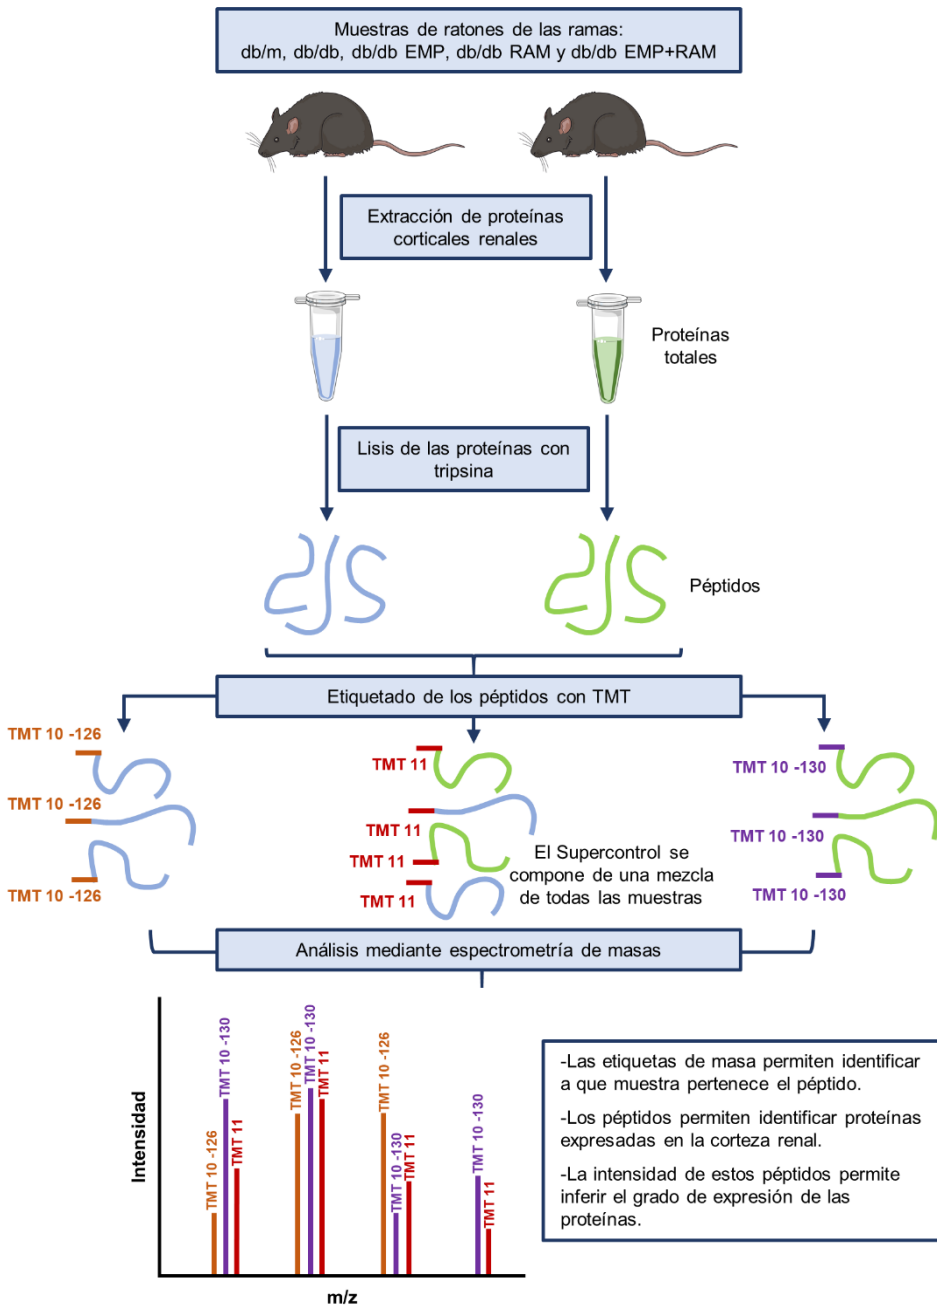 Muestras de ratones de las ramas:
db/m, db/db, db/db EMP, db/db RAM y db/db EMP+RAM
Extracción de proteínas
corticales renales
Proteínas
totales
Lisis de las proteínas con
tripsina
Péptidos
Etiquetado de los péptidos con TMT
TMT 10 -126
TMT 10 -126
TMT 10 -126
TMT 11
TMT 11
TMT 11
TMT 11
El Supercontrol se
compone de una mezcla
de todas las muestras
TMT 10 -130
TMT 10 -130
TMT 10 -130
Análisis mediante espectrometría de masas
Intensidad
TMT 10 -126
TMT 10 -130
TMT 11
TMT 10 -126
TMT 10 -130
TMT 11
TMT 10 -126
TMT 10 -130
TMT 11
TMT 10 -130
TMT 11
m/z
-Las etiquetas de masa permiten identificar
a que muestra pertenece el péptido.
-Los péptidos permiten identificar proteínas
expresadas en la corteza renal.
-La intensidad de estos péptidos permite
inferir el grado de expresión de las
proteínas.